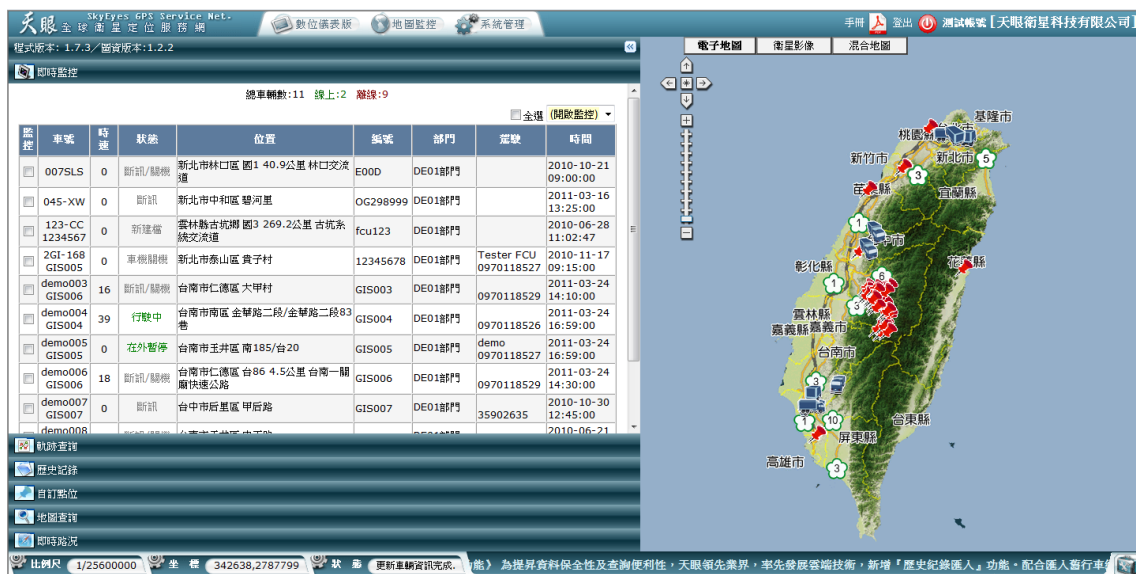 天眼 全球衛星定位服務網 SkyEyes GPS Service Net.
數位儀表版 地圖監控 系統管理
手冊 登出 測試帳號【天眼衛星科技有限公司】
程式版本: 1.7.3／圖資版本:1.2.2
即時監控
總車輛數:11 線上:2 離線:9
全選 (開啟監控)
監控 車號 時速 狀態 位置 編號 部門 駕駛 時間
007SLS 0 斷訊/關機 新北市林口區 國1 40.9公里 林口交流道 E00D DE01部門 2010-10-21 09:00:00
045-XW 0 斷訊 新北市中和區 碧河里 OG298999 DE01部門 2011-03-16 13:25:00
123-CC 1234567 0 新建檔 雲林縣古坑鄉 國3 269.2公里 古坑系統交流道 fcu123 DE01部門 2010-06-28 11:02:47
2GI-168 GIS005 0 車機關機 新北市泰山區 貴子村 12345678 DE01部門 Tester FCU 0970118527 2010-11-17 09:15:00
demo003 GIS006 16 斷訊/關機 台南市仁德區 大甲村 GIS003 DE01部門 0970118529 2011-03-24 14:10:00
demo004 GIS004 39 行駛中 台南市南區 金華路二段/金華路二段83巷 GIS004 DE01部門 0970118526 2011-03-24 16:59:00
demo005 GIS005 0 在外暫停 台南市玉井區 南185/台20 GIS005 DE01部門 demo 0970118527 2011-03-24 16:59:00
demo006 GIS006 18 斷訊/關機 台南市仁德區 台86 4.5公里 台南一關廟快速公路 GIS006 DE01部門 0970118529 2011-03-24 14:30:00
demo007 GIS007 0 斷訊 台中市后里區 甲后路 GIS007 DE01部門 35902635 2010-10-30 12:45:00
demo008 2010-06-21
軌跡查詢
歷史記錄
自訂點位
地圖查詢
即時路況
電子地圖 衛星影像 混合地圖
基隆市
桃園縣
新竹市 新北市 5
3
宜蘭縣
1
中市
彰化縣
花蓮縣
1
6
3
雲林縣
嘉義縣 嘉義市
台南市
3
1 10
台東縣
屏東縣
高雄市
3
比例尺 1/25600000 坐標 342638,2787799 狀態 更新車輛資訊完成. 能》 為提昇資料保全性及查詢便利性，天眼領先業界，率先發展雲端技術，新增『歷史紀錄匯入』功能。配合匯入舊行車